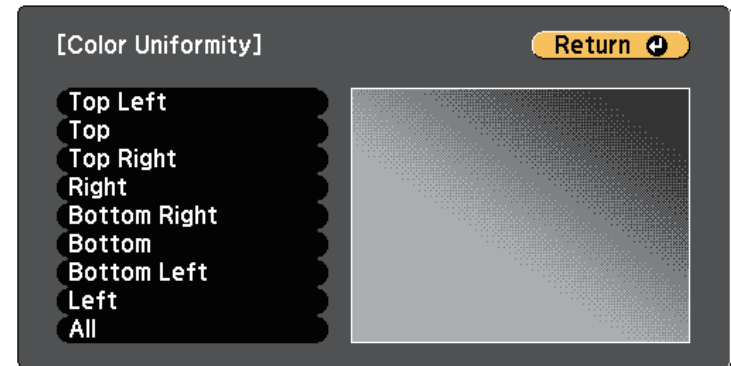 [Color Uniformity]
Return
Top Left
Top
Top Right
Right
Bottom Right
Bottom
Bottom Left
Left
All